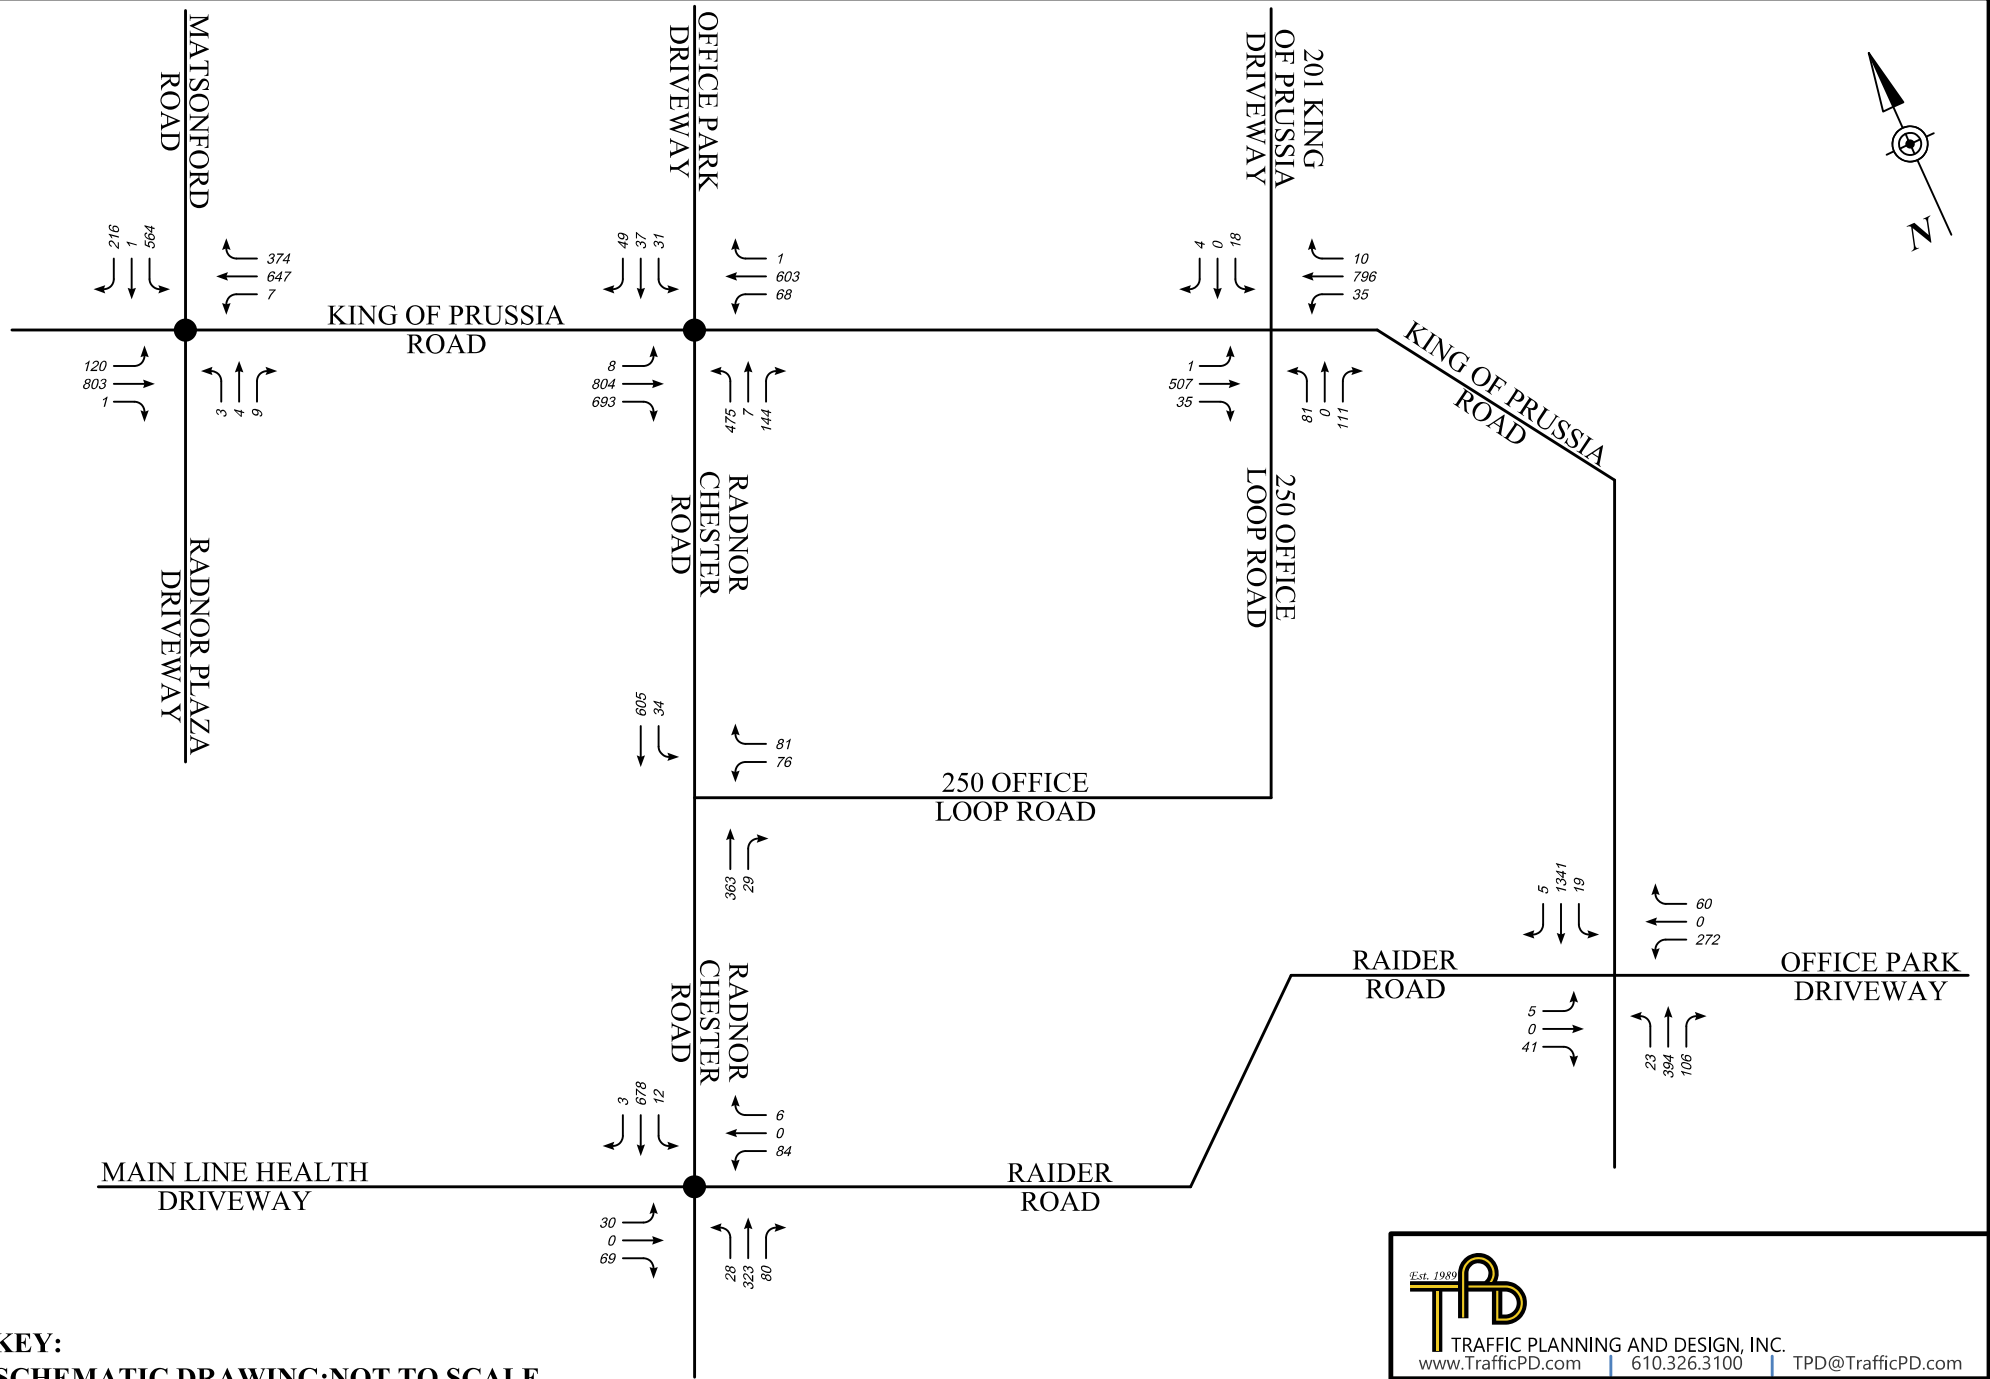 MATSONFORD
ROAD
OFFICE PARK
DRIVEWAY
201 KING
OF PRUSSIA
DRIVEWAY
N
216
1
564
374
647
7
49
37
31
1
603
68
4
0
18
10
796
35
KING OF PRUSSIA
ROAD
KING OF PRUSSIA
ROAD
120
803
1
3
4
9
8
804
693
475
7
144
1
507
35
81
0
111
RADNOR
CHESTER
ROAD
250 OFFICE
LOOP ROAD
RADNOR PLAZA
DRIVEWAY
605
34
81
76
250 OFFICE
LOOP ROAD
363
29
5
1341
19
60
0
272
RAIDER
ROAD
OFFICE PARK
DRIVEWAY
5
0
41
23
394
106
RADNOR
CHESTER
ROAD
3
678
12
6
0
84
MAIN LINE HEALTH
DRIVEWAY
RAIDER
ROAD
30
0
69
28
323
80
Est. 1989
TPD
TRAFFIC PLANNING AND DESIGN, INC.
www.TrafficPD.com | 610.326.3100 | TPD@TrafficPD.com
KEY:
SCHEMATIC DRAWING:NOT TO SCALE